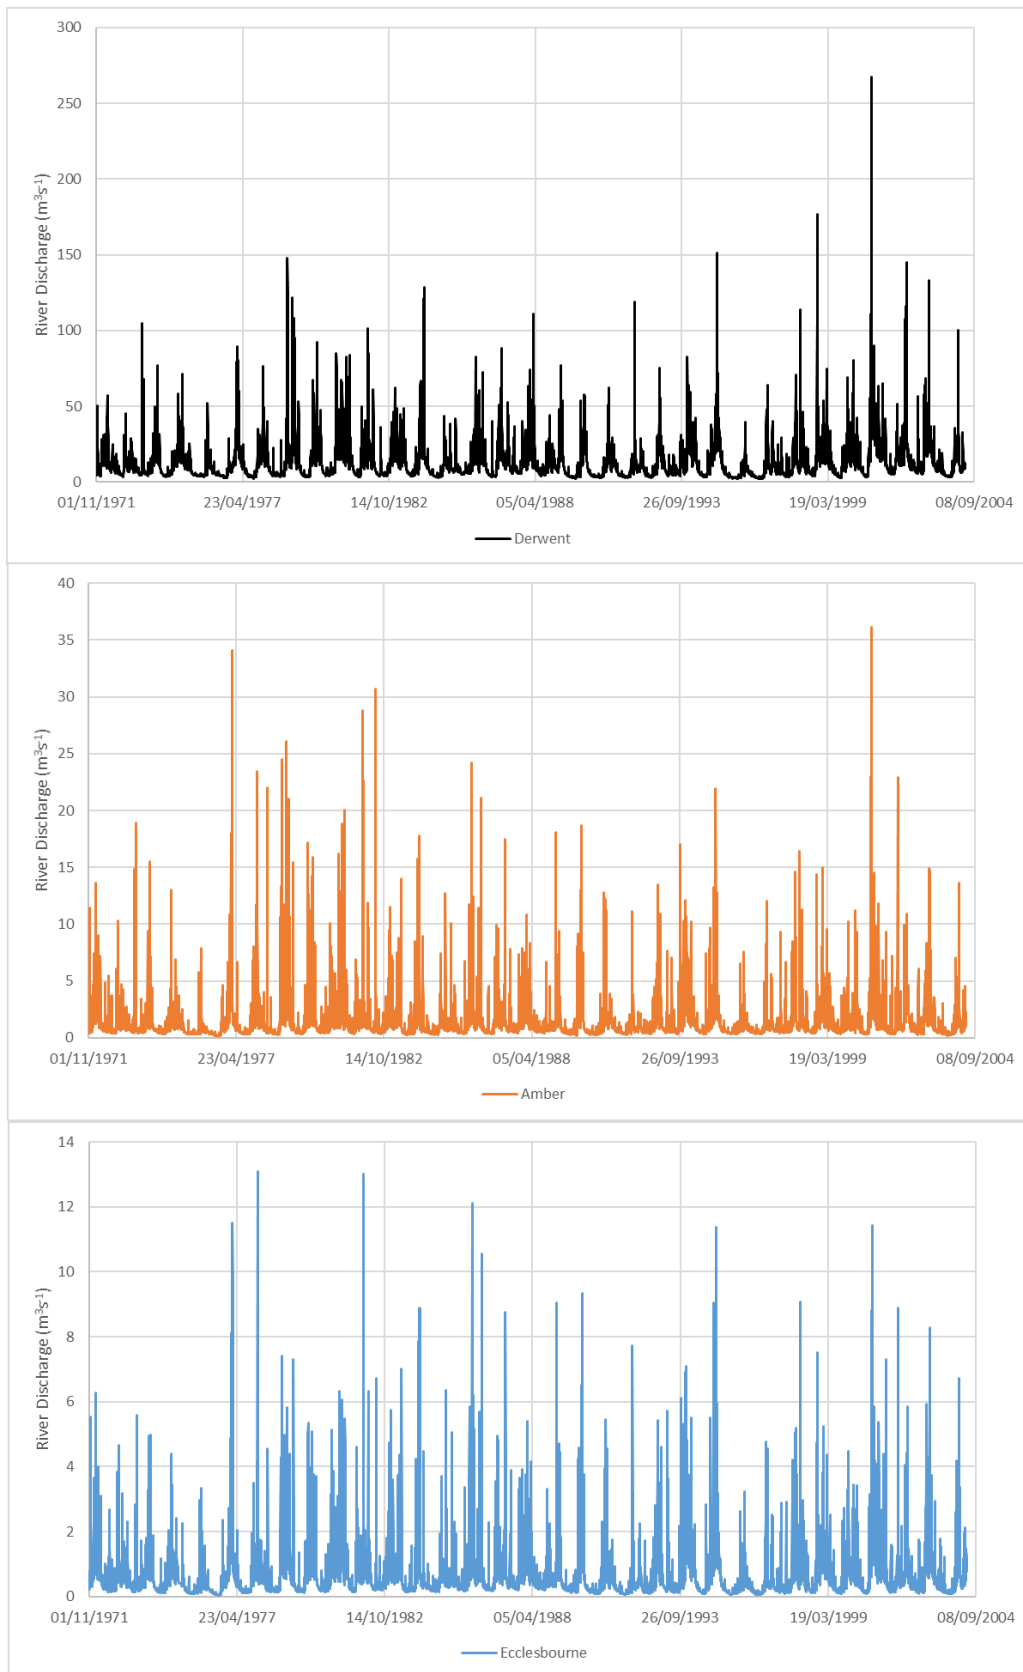 300
250
200
150
100
50
0
River Discharge (m³s⁻¹)
01/11/1971 23/04/1977 14/10/1982 05/04/1988 26/09/1993 19/03/1999 08/09/2004
Derwent
40
35
30
25
20
15
10
5
0
River Discharge (m³s⁻¹)
01/11/1971 23/04/1977 14/10/1982 05/04/1988 26/09/1993 19/03/1999 08/09/2004
Amber
14
12
10
8
6
4
2
0
River Discharge (m³s⁻¹)
01/11/1971 23/04/1977 14/10/1982 05/04/1988 26/09/1993 19/03/1999 08/09/2004
Ecclesbourne